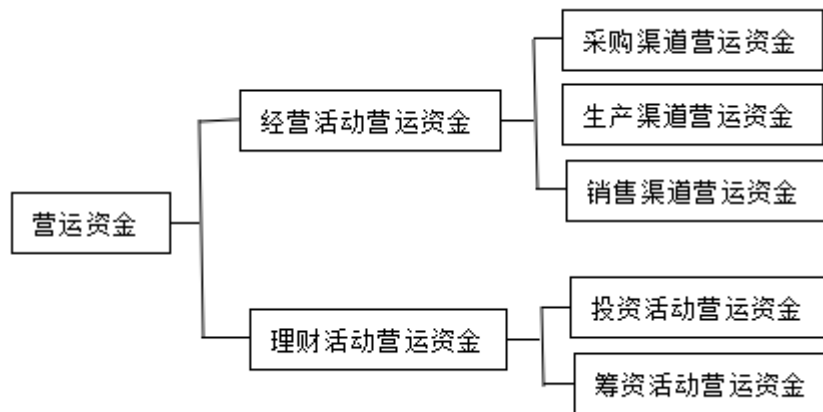 营运资金
经营活动营运资金
采购渠道营运资金
生产渠道营运资金
销售渠道营运资金
理财活动营运资金
投资活动营运资金
筹资活动营运资金